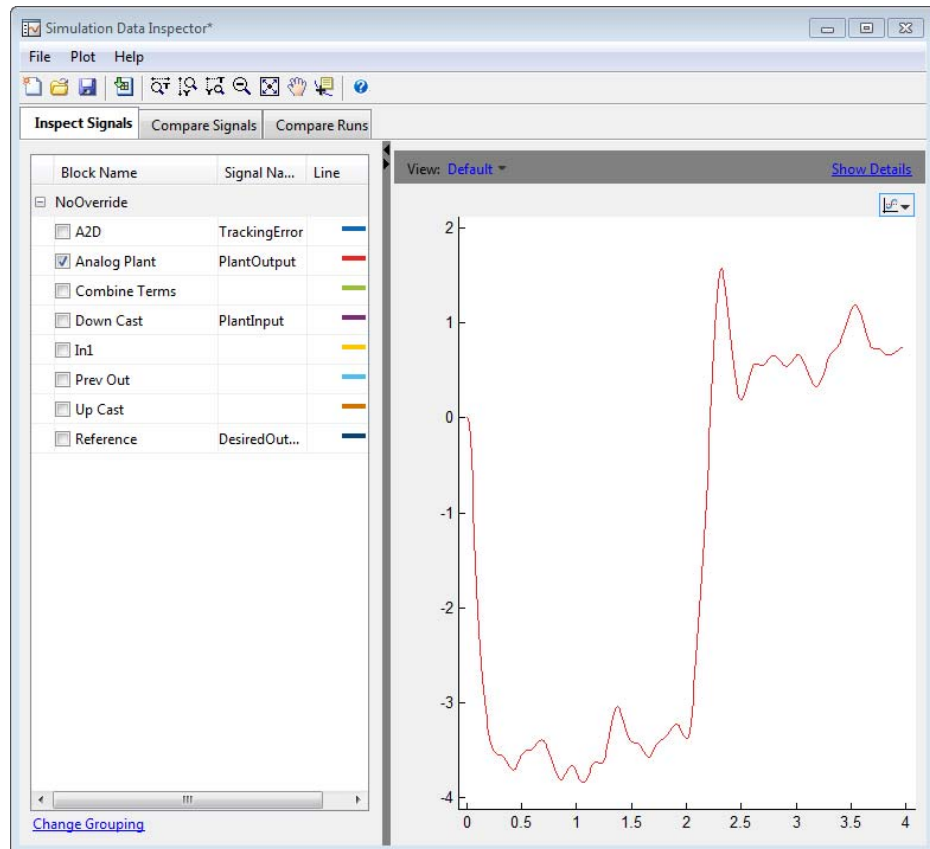 Simulation Data Inspector*
File Plot Help
Inspect Signals Compare Signals Compare Runs
Block Name Signal Na... Line
NoOverride
A2D TrackingError
Analog Plant PlantOutput
Combine Terms
Down Cast PlantInput
In1
Prev Out
Up Cast
Reference DesiredOut...
Change Grouping
View: Default Show Details
2
1
0
-1
-2
-3
-4
0 0.5 1 1.5 2 2.5 3 3.5 4